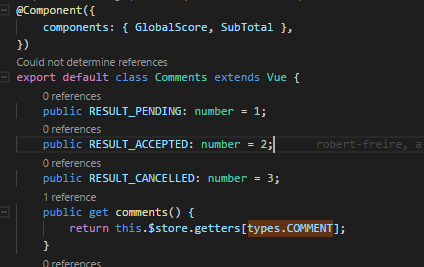 @Component({
components: { GlobalScore, SubTotal },
})
Could not determine references
export default class Comments extends Vue {
0 references
public RESULT_PENDING: number = 1;
0 references
public RESULT_ACCEPTED: number = 2; robert-freire, a
0 references
public RESULT_CANCELLED: number = 3;
1 reference
public get comments() {
return this.$store.getters[types.COMMENT];
}
0 references